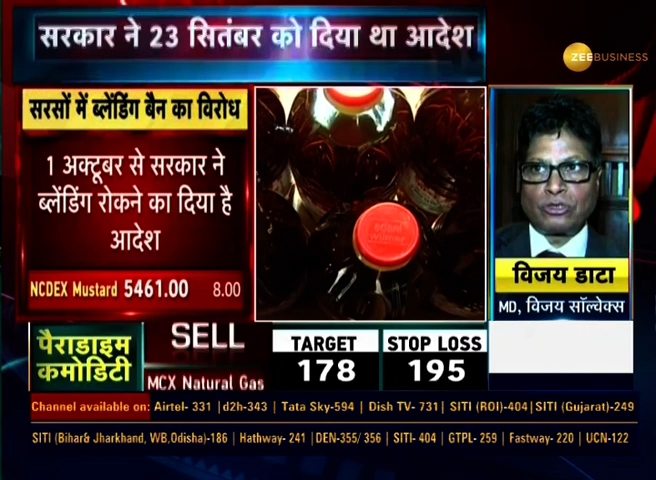 सरकार ने 23 सितंबर को दिया था आदेश
ZEE BUSINESS
सरसों में ब्लेंडिंग बैन का विरोध
1 अक्टूबर से सरकार ने
ब्लेंडिंग रोकने का दिया है
आदेश
NCDEX Mustard 5461.00 8.00
adani
wilmar
विजय डाटा
MD, विजय सॉल्वेक्स
पैराडाइम
कमोडिटी
SELL
MCX Natural Gas
TARGET
178
STOP LOSS
195
Channel available on: Airtel- 331 |d2h-343 | Tata Sky-594 | Dish TV- 731| SITI (ROI)-404|SITI (Gujarat)-249
SITI (Bihar& Jharkhand, WB,Odisha)-186 | Hathway- 241 |DEN-355/ 356 | SITI- 404 | GTPL- 259 | Fastway- 220 | UCN-122